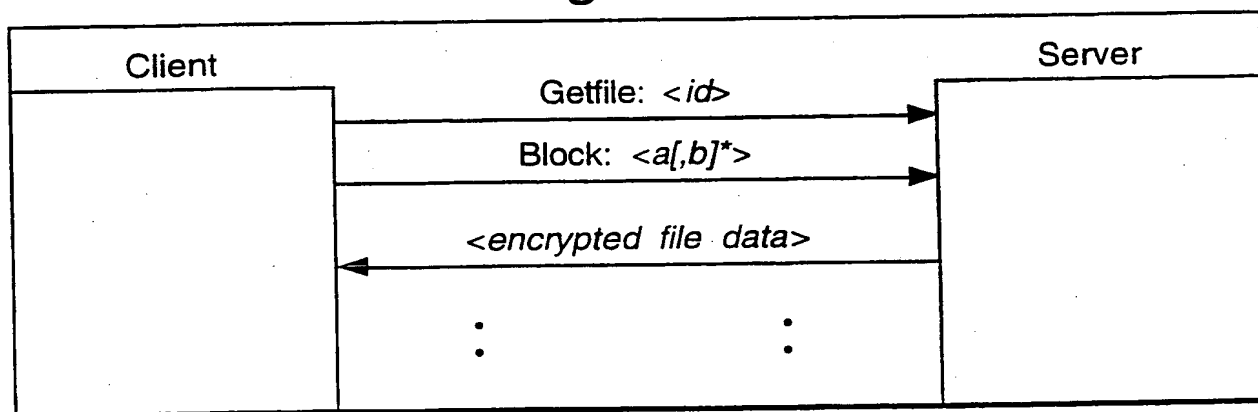 Client
Server
Getfile: <id>
Block: <a[,b]*>
<encrypted file data>